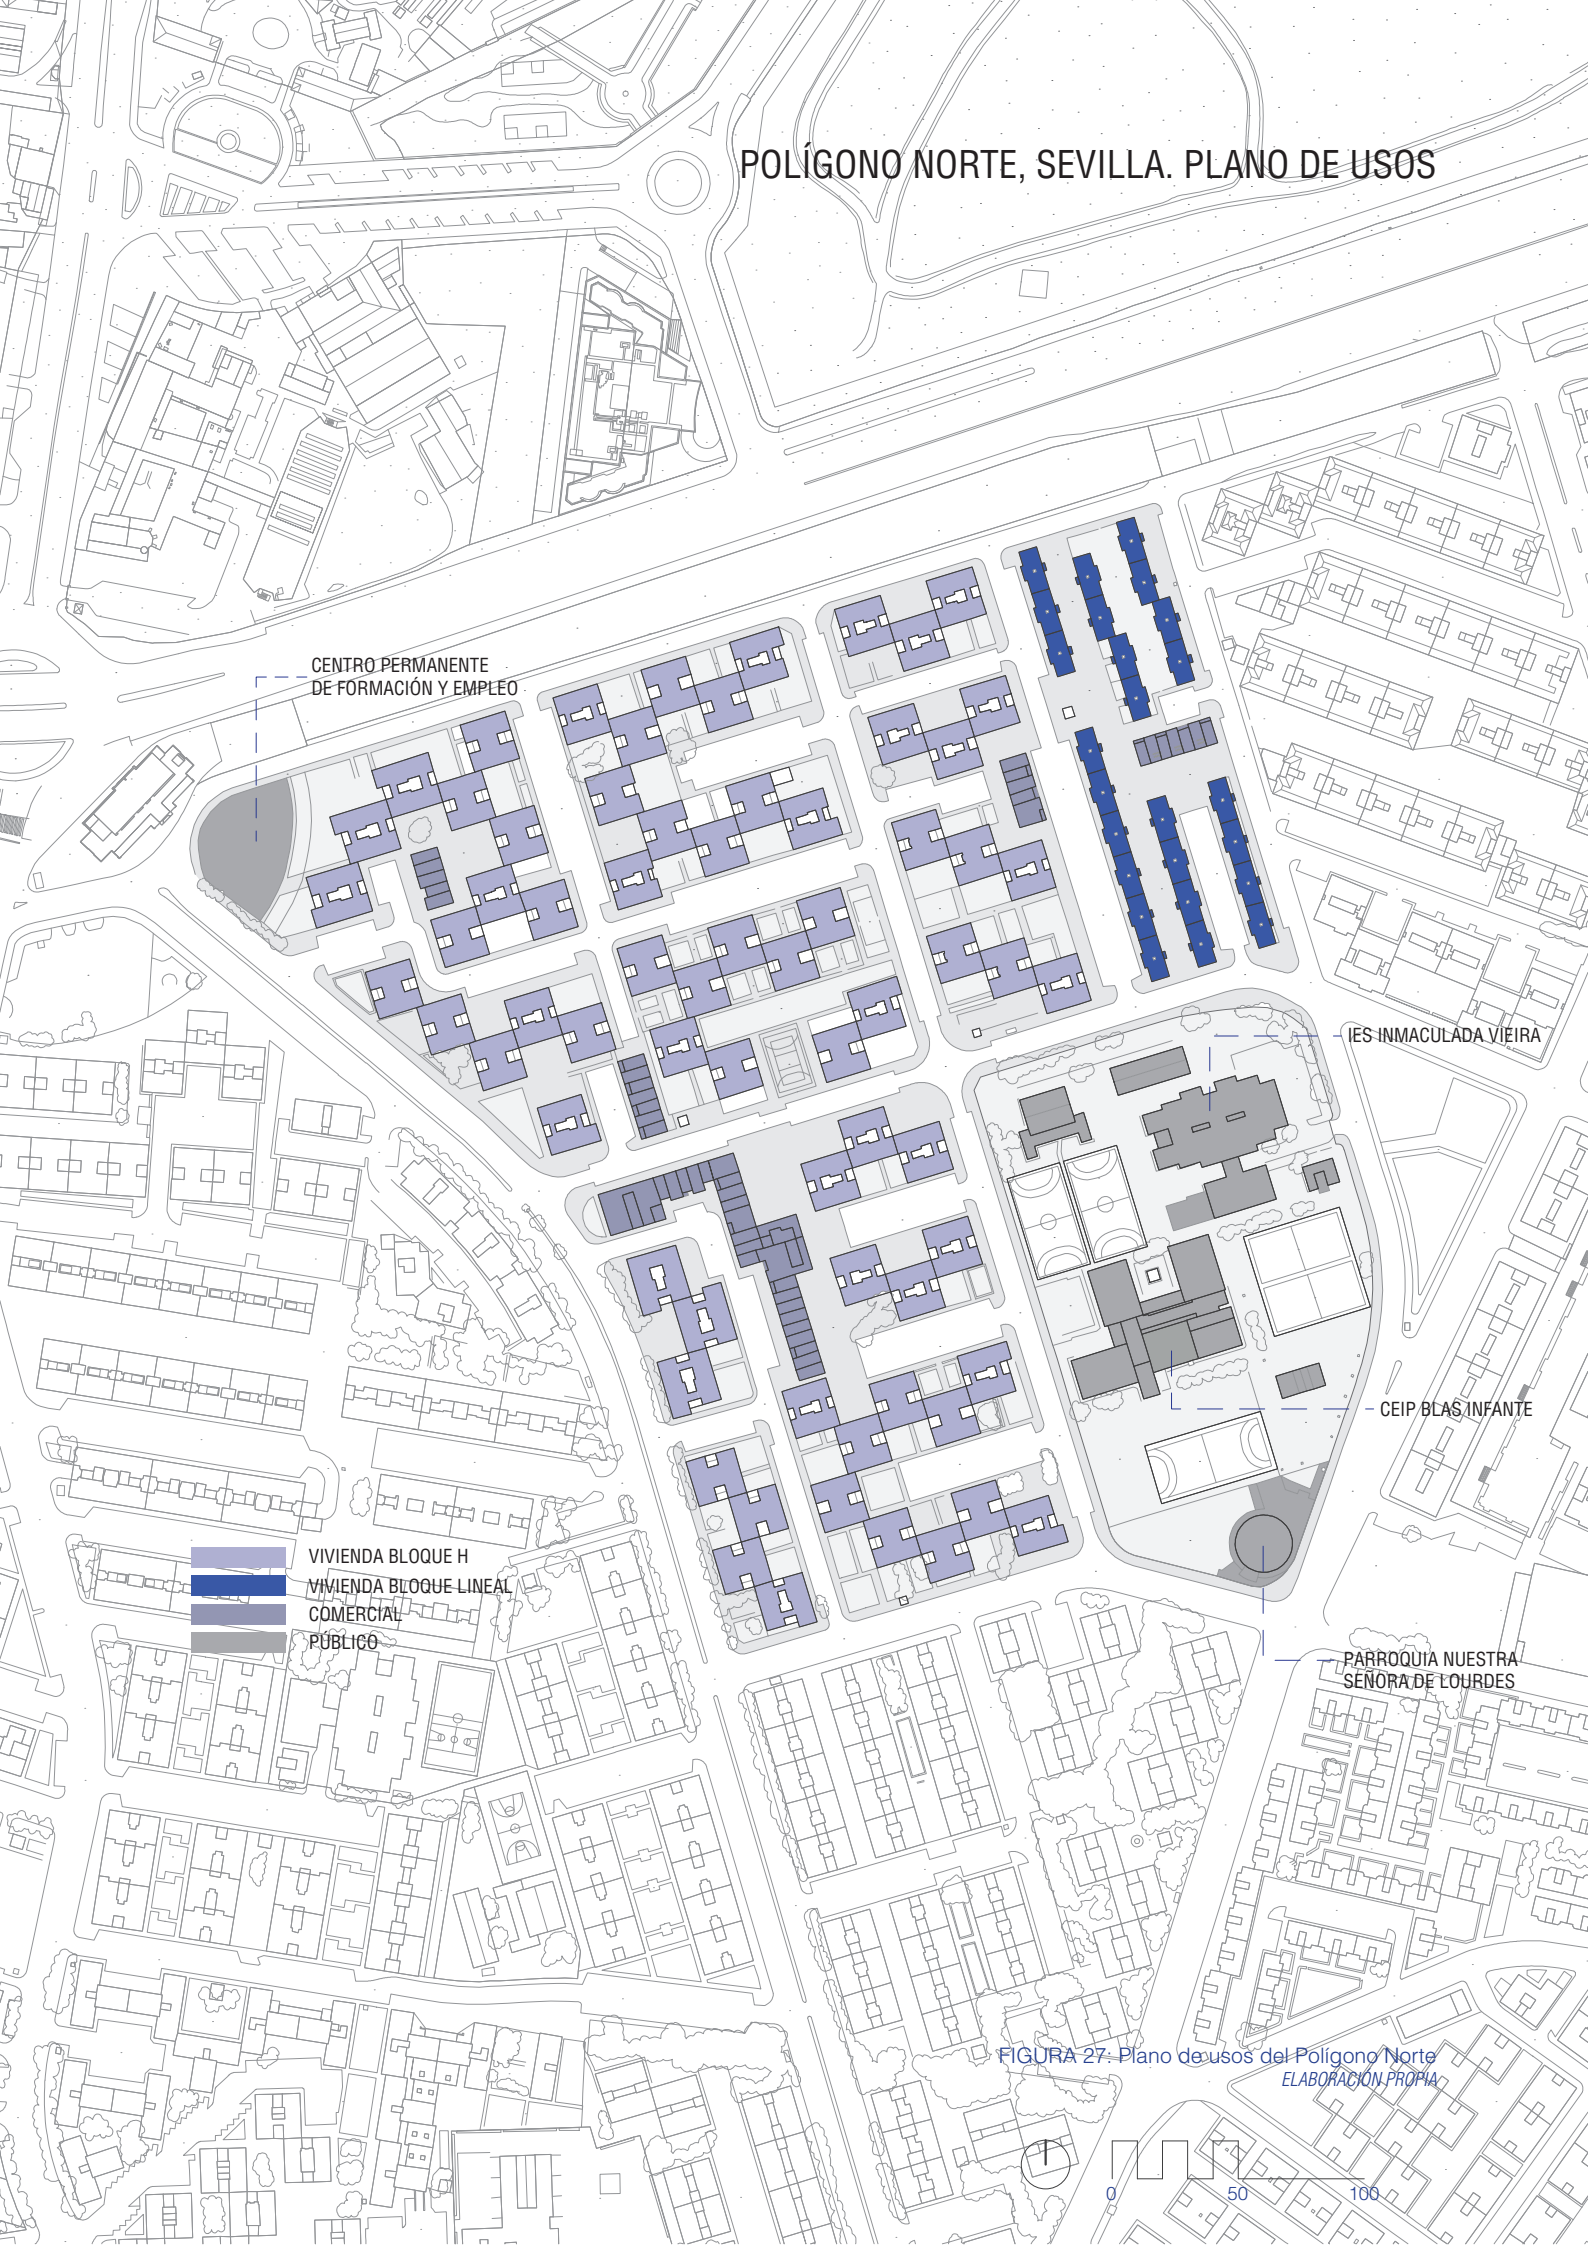 POLÍGONO NORTE, SEVILLA. PLANO DE USOS
CENTRO PERMANENTE
DE FORMACIÓN Y EMPLEO
IES INMACULADA VIEIRA
CEIP BLAS INFANTE
VIVIENDA BLOQUE H
VIVIENDA BLOQUE LINEAL
COMERCIAL
PÚBLICO
PARROQUIA NUESTRA
SEÑORA DE LOURDES
FIGURA 27: Plano de usos del Polígono Norte
ELABORACIÓN PROPIA
0 50 100